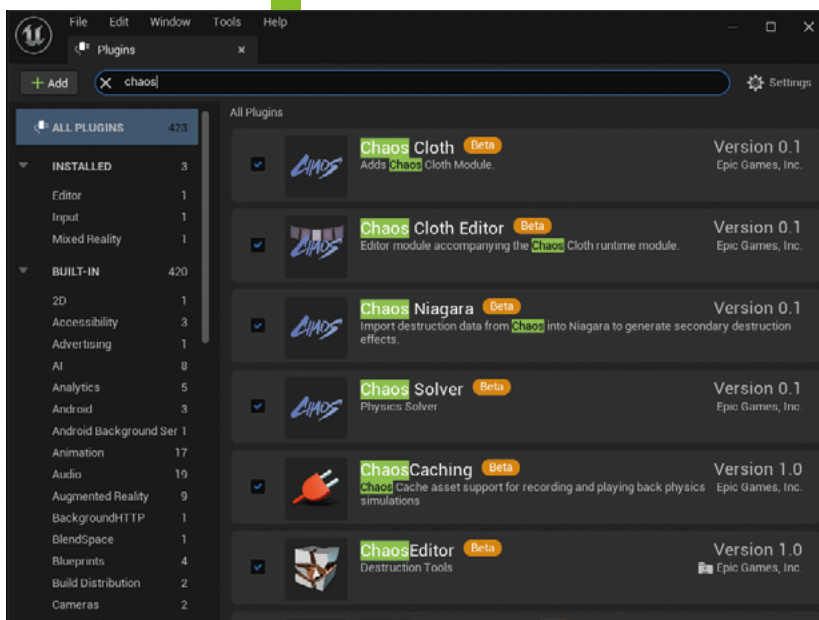 File Edit Window Tools Help
Plugins
+ Add chaos Settings
ALL PLUGINS 423
INSTALLED 3
Editor 1
Input 1
Mixed Reality 1
BUILT-IN 420
2D 1
Accessibility 3
Advertising 1
AI 8
Analytics 5
Android 3
Android Background Ser 1
Animation 17
Audio 19
Augmented Reality 9
BackgroundHTTP 1
BlendSpace 1
Blueprints 4
Build Distribution 2
Cameras 2
All Plugins
CHAOS
Chaos Cloth Beta Version 0.1
Adds Chaos Cloth Module. Epic Games, Inc.
CHAOS
Chaos Cloth Editor Beta Version 0.1
Editor module accompanying the Chaos Cloth runtime module. Epic Games, Inc.
CHAOS
Chaos Niagara Beta Version 0.1
Import destruction data from Chaos into Niagara to generate secondary destruction Epic Games, Inc.
effects.
CHAOS
Chaos Solver Beta Version 0.1
Physics Solver Epic Games, Inc.
ChaosCaching Beta Version 1.0
Chaos Cache asset support for recording and playing back physics Epic Games, Inc.
simulations
ChaosEditor Beta Version 1.0
Destruction Tools Epic Games, Inc.